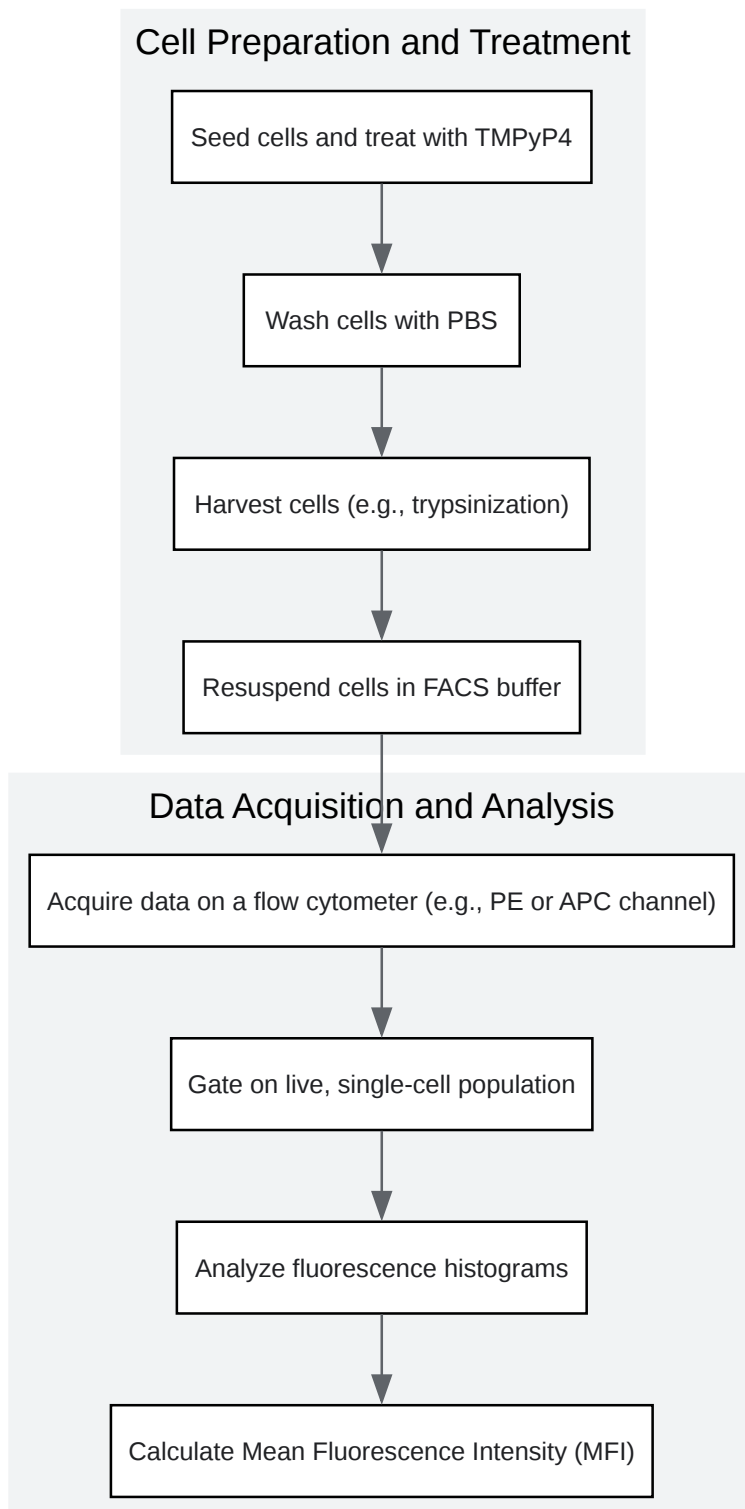 Cell Preparation and Treatment
Seed cells and treat with TMPyP4
Wash cells with PBS
Harvest cells (e.g., trypsinization)
Resuspend cells in FACS buffer
Data Acquisition and Analysis
Acquire data on a flow cytometer (e.g., PE or APC channel)
Gate on live, single-cell population
Analyze fluorescence histograms
Calculate Mean Fluorescence Intensity (MFI)